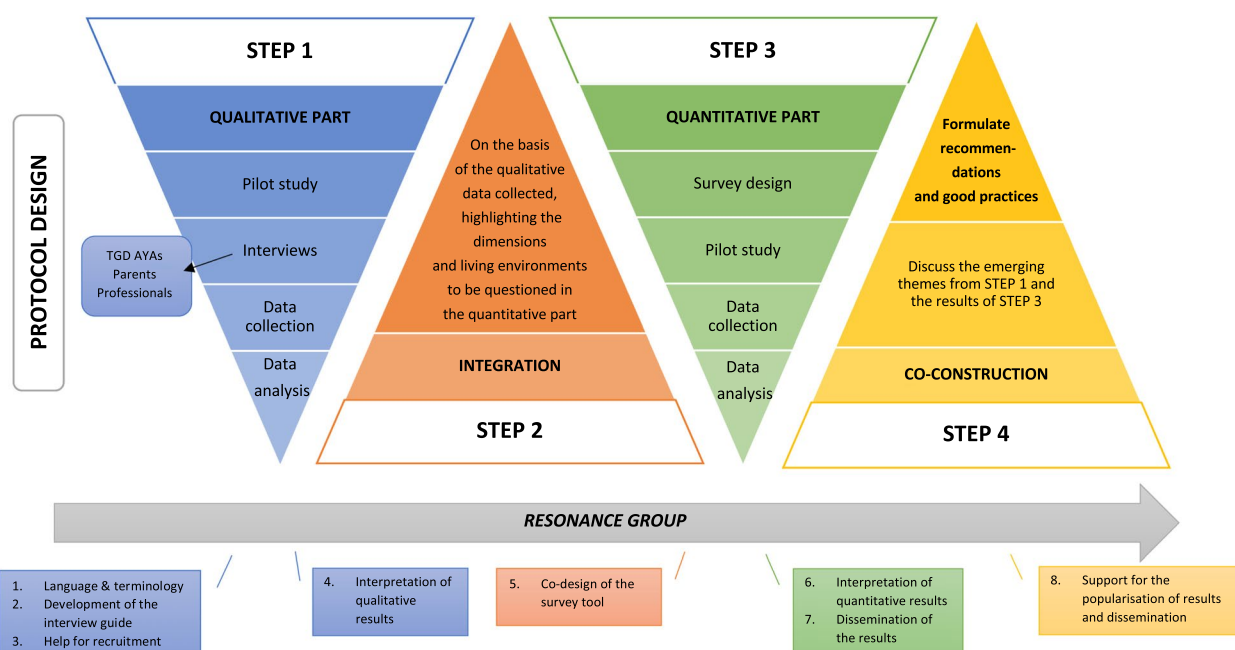 PROTOCOL DESIGN
STEP 1
QUALITATIVE PART
Pilot study
Interviews
TGD AYAs
Parents
Professionals
Data
collection
Data
analysis
On the basis
of the qualitative
data collected,
highlighting the
dimensions
and living environments
to be questioned in
the quantitative part
INTEGRATION
STEP 2
STEP 3
QUANTITATIVE PART
Survey design
Pilot study
Data
collection
Data
analysis
Formulate
recommen-
dations
and good practices
Discuss the emerging
themes from STEP 1 and
the results of STEP 3
CO-CONSTRUCTION
STEP 4
RESONANCE GROUP
1. Language & terminology
2. Development of the
interview guide
3. Help for recruitment
4. Interpretation of
qualitative
results
5. Co-design of the
survey tool
6. Interpretation of
quantitative results
7. Dissemination of
the results
8. Support for the
popularisation of results
and dissemination